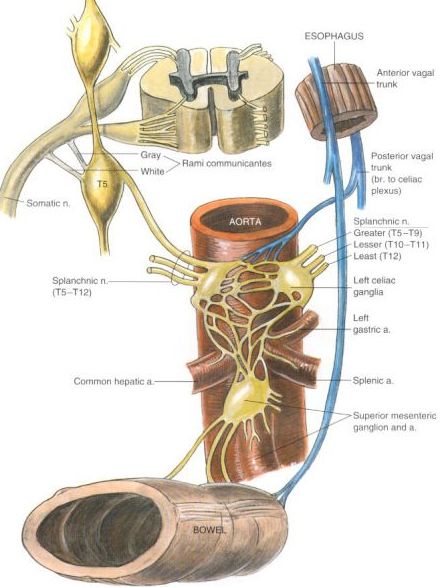 T5
ESOPHAGUS
Anterior vagal
trunk
Gray
White
Rami communicantes
T5
Posterior vagal
trunk
(br. to celiac
plexus)
Somatic n.
AORTA
Splanchnic n.
Greater (T5–T9)
Lesser (T10–T11)
Least (T12)
Splanchnic n.
(T5–T12)
Left celiac
ganglia
Left
gastric a.
Common hepatic a.
Splenic a.
Superior mesenteric
ganglion and a.
BOWEL